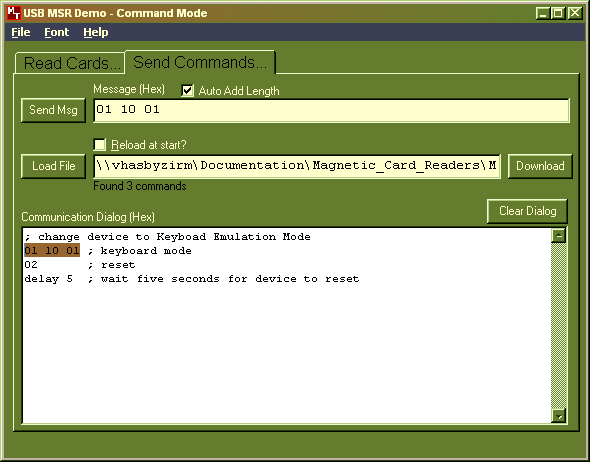 MT USB MSR Demo - Command Mode
File Font Help
Read Cards... Send Commands...
Message (Hex) Auto Add Length
Send Msg 01 10 01
Reload at start?
Load File \\vhasbyzirm\Documentation\Magnetic_Card_Readers\M Download
Found 3 commands
Clear Dialog
Communication Dialog (Hex)
; change device to Keyboad Emulation Mode
01 10 01 ; keyboard mode
02 ; reset
delay 5 ; wait five seconds for device to reset